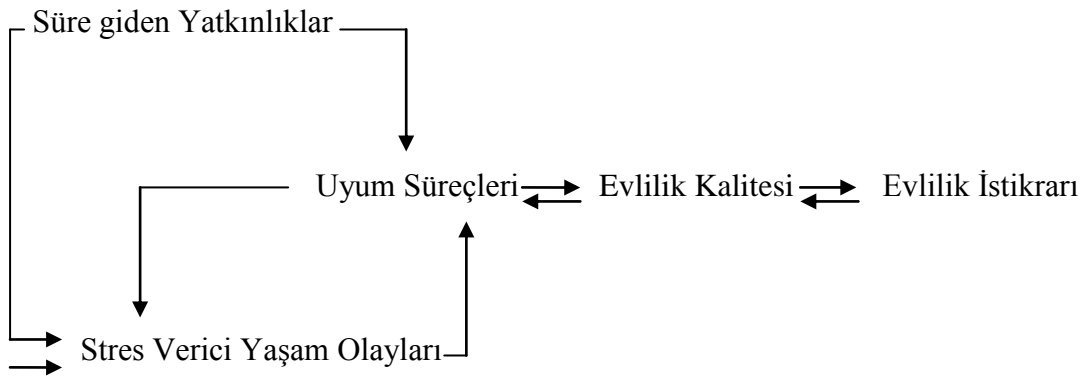 Süre giden Yatkınlıklar
Uyum Süreçleri Evlilik Kalitesi Evlilik İstikrarı
Stres Verici Yaşam Olayları